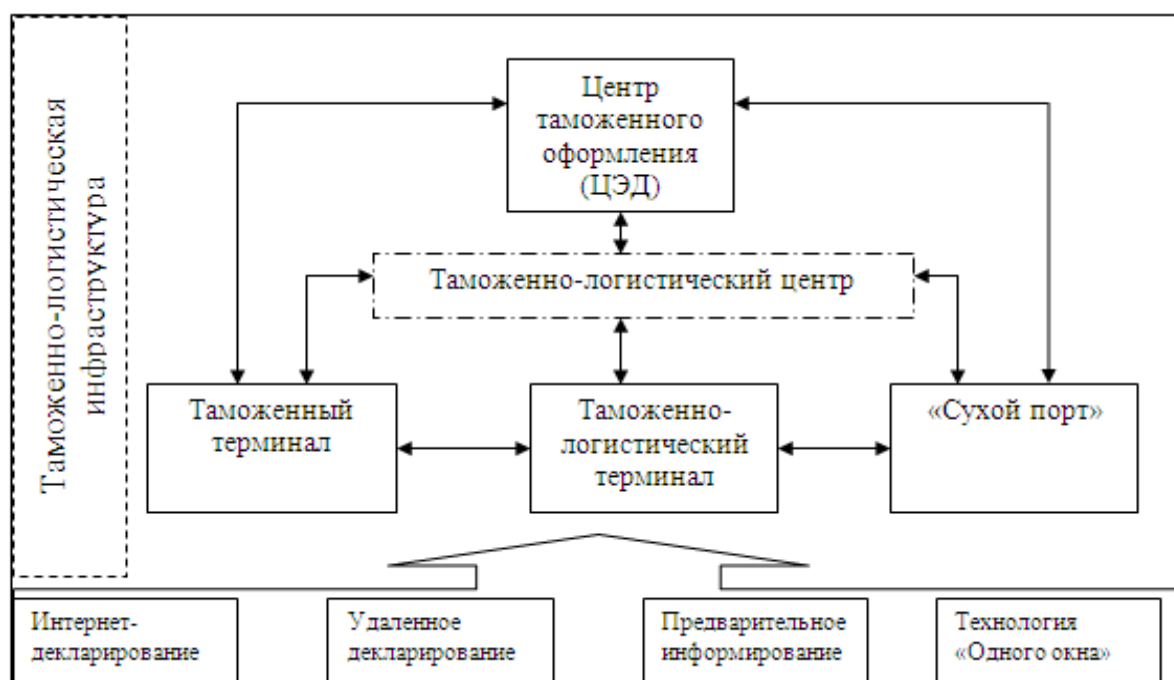 Таможенно-логистическая
инфраструктура
Центр
таможенного
оформления
(ЦЭД)
Таможенно-логистический центр
Таможенный
терминал
Таможенно-
логистический
терминал
«Сухой порт»
Интернет-
декларирование
Удаленное
декларирование
Предварительное
информирование
Технология
«Одного окна»